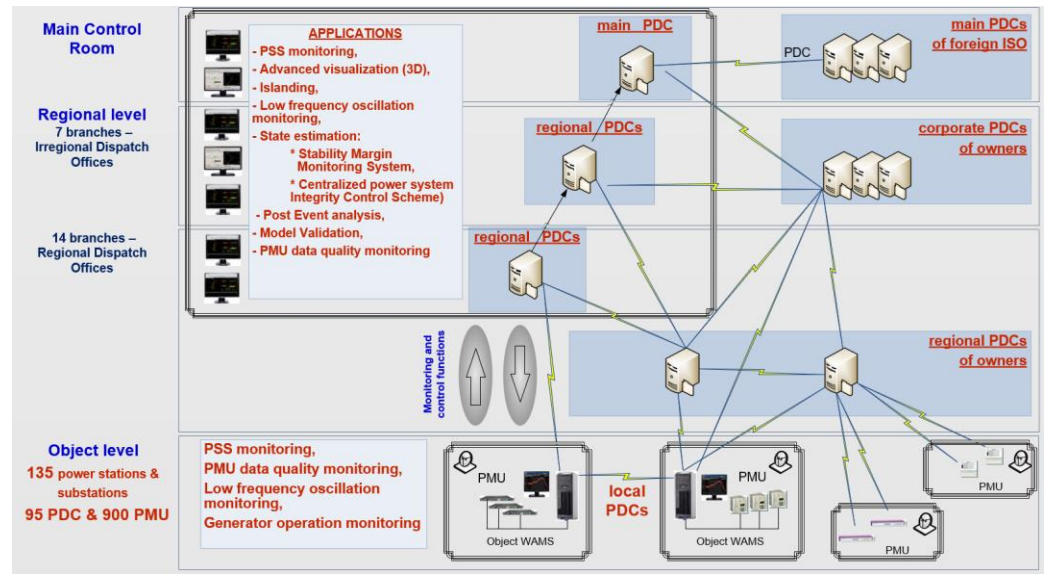 Main Control
Room
APPLICATIONS
- PSS monitoring,
- Advanced visualization (3D),
- Islanding,
- Low frequency oscillation
monitoring,
- State estimation:
* Stability Margin
Monitoring System,
* Centralized power system
Integrity Control Scheme)
- Post Event analysis,
- Model Validation,
- PMU data quality monitoring
main PDC
PDC
main PDCs
of foreign ISO
Regional level
7 branches –
Irregional Dispatch
Offices
regional PDCs
corporate PDCs
of owners
14 branches –
Regional Dispatch
Offices
regional PDCs
Monitoring and
control functions
regional PDCs
of owners
Object level
135 power stations &
substations
95 PDC & 900 PMU
PSS monitoring,
PMU data quality monitoring,
Low frequency oscillation
monitoring,
Generator operation monitoring
PMU
Object WAMS
local
PDCs
PMU
Object WAMS
PMU
PMU